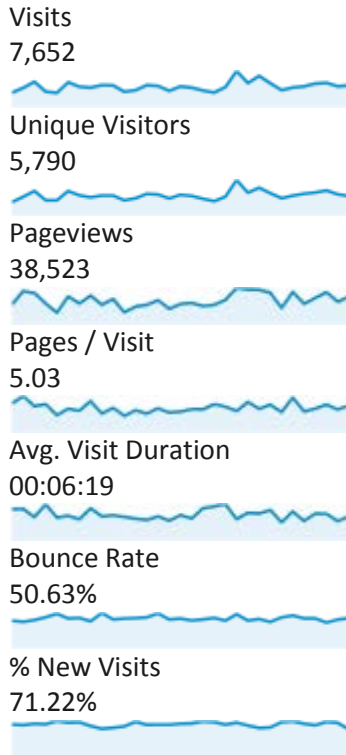 Visits
7,652
Unique Visitors
5,790
Pageviews
38,523
Pages / Visit
5.03
Avg. Visit Duration
00:06:19
Bounce Rate
50.63%
% New Visits
71.22%